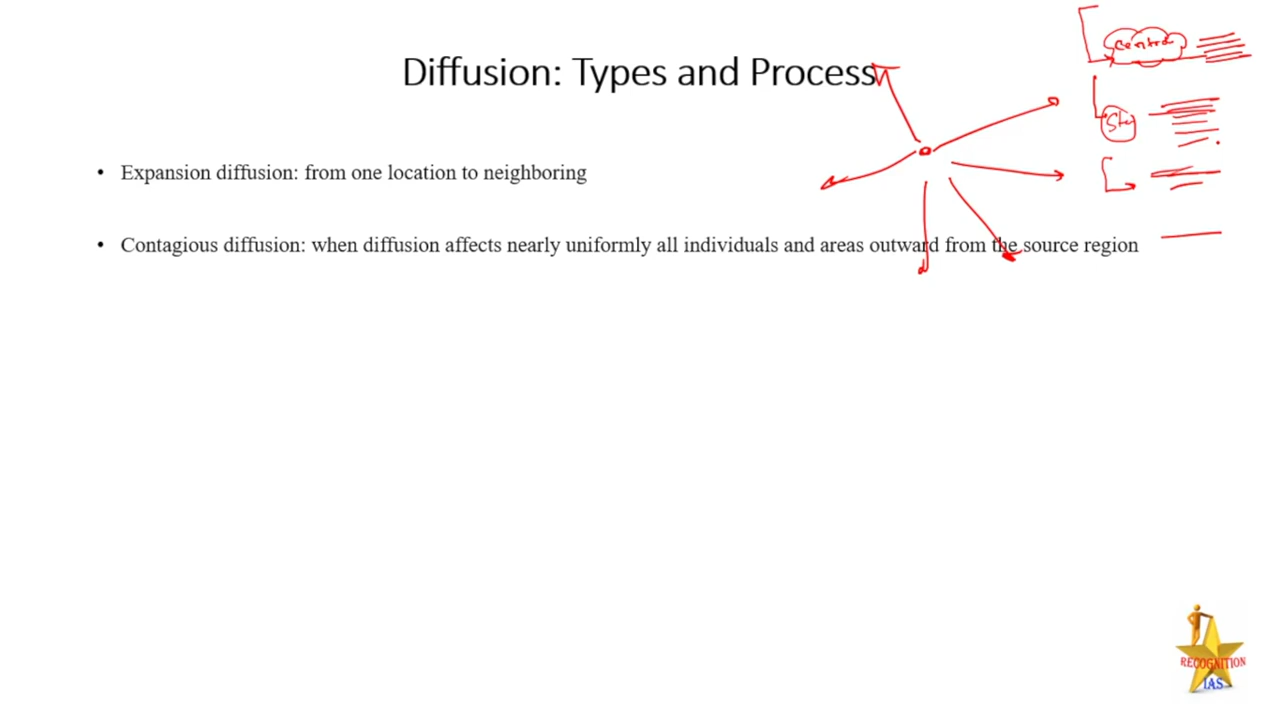 Diffusion: Types and Process
central
• Expansion diffusion: from one location to neighboring
• Contagious diffusion: when diffusion affects nearly uniformly all individuals and areas outward from the source region
RECOGNITION
IAS